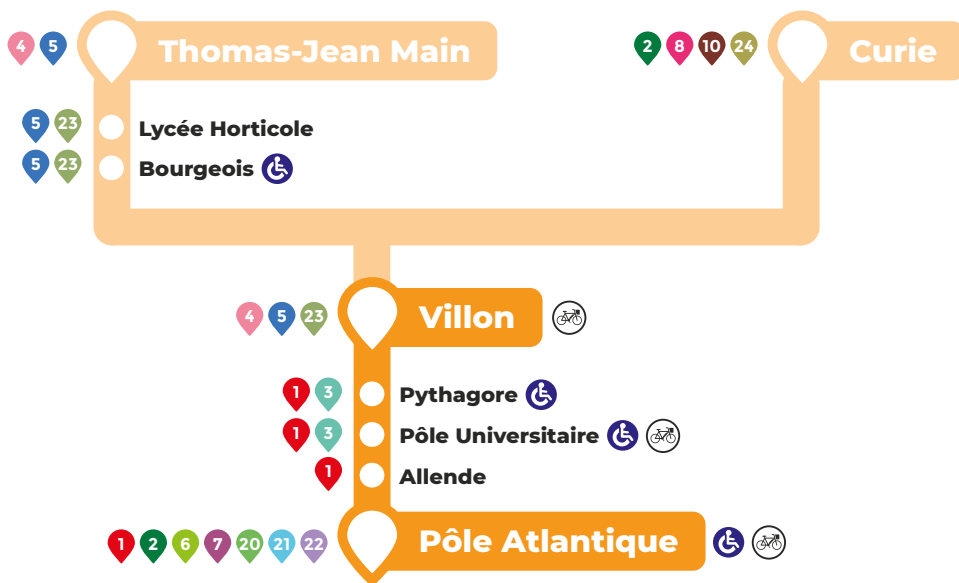 4 5 Thomas-Jean Main
2 8 10 24 Curie
5 23 Lycée Horticole
5 23 Bourgeois
4 5 23 Villon
1 3 Pythagore
1 3 Pôle Universitaire
1 Allende
1 2 6 7 20 21 22 Pôle Atlantique